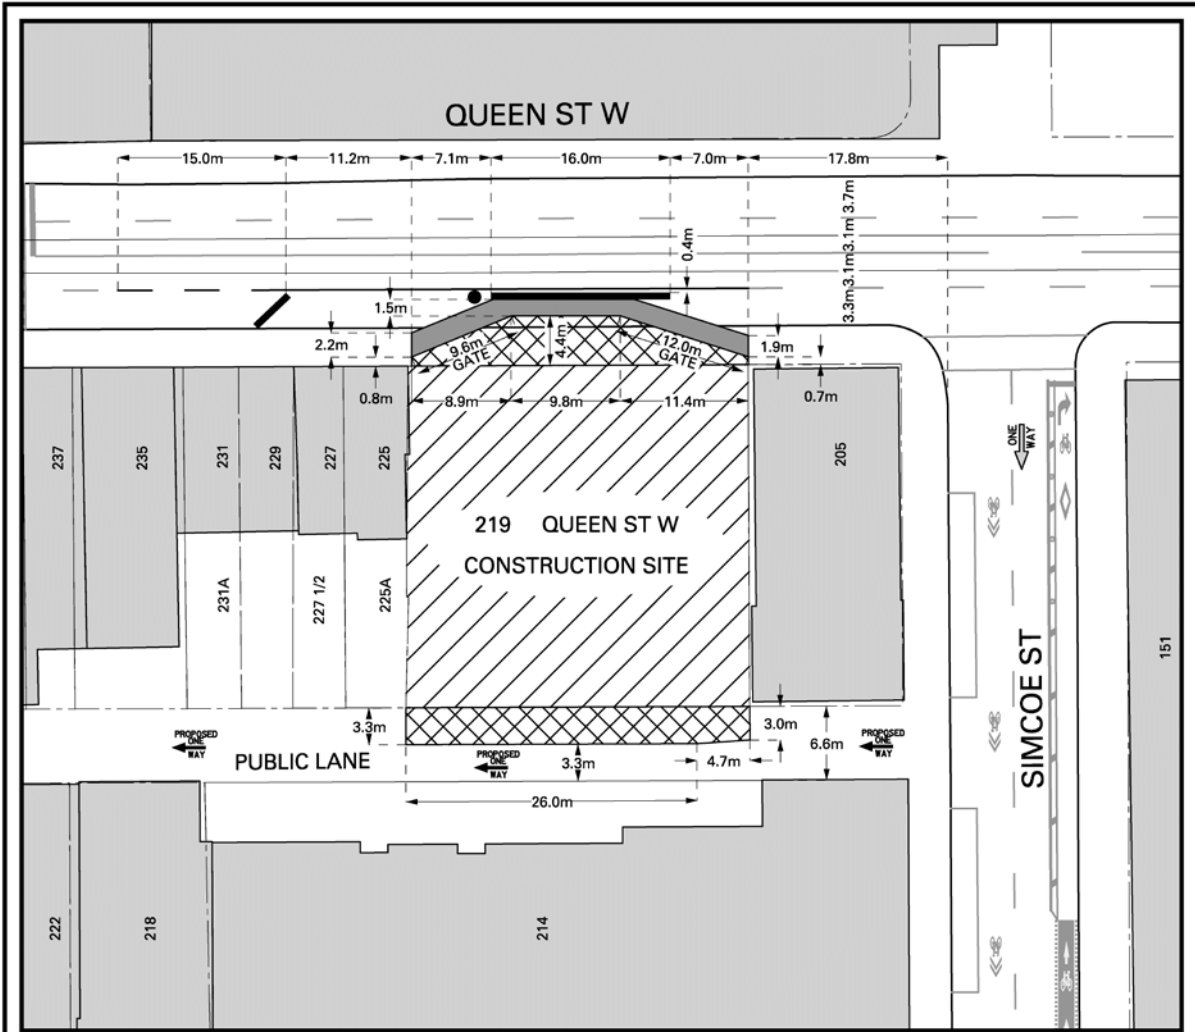 QUEEN ST W
15.0m
11.2m
7.1m
16.0m
7.0m
17.8m
3.7m
3.1m
3.1m
3.3m
0.4m
1.5m
2.2m
9.6m
GATE
4.4m
12.0m
GATE
1.9m
0.8m
8.9m
9.8m
11.4m
0.7m
237
235
231
229
227
225
205
ONE
WAY
219 QUEEN ST W
CONSTRUCTION SITE
231A
227 1/2
225A
151
SIMCOE ST
3.3m
3.0m
6.6m
PROPOSED
ONE
WAY
PUBLIC LANE
PROPOSED
ONE
WAY
3.3m
4.7m
PROPOSED
ONE
WAY
26.0m
222
218
214